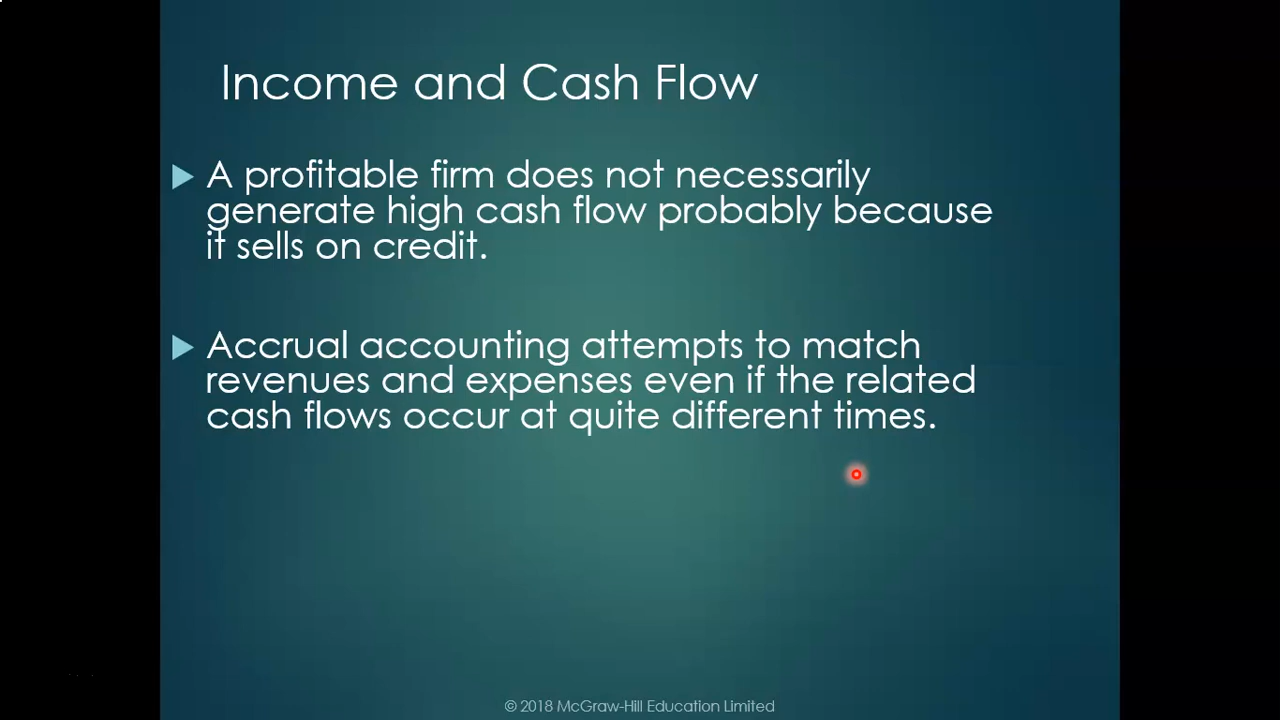 Income and Cash Flow
A profitable firm does not necessarily
generate high cash flow probably because
it sells on credit.
Accrual accounting attempts to match
revenues and expenses even if the related
cash flows occur at quite different times.
© 2018 McGraw-Hill Education Limited